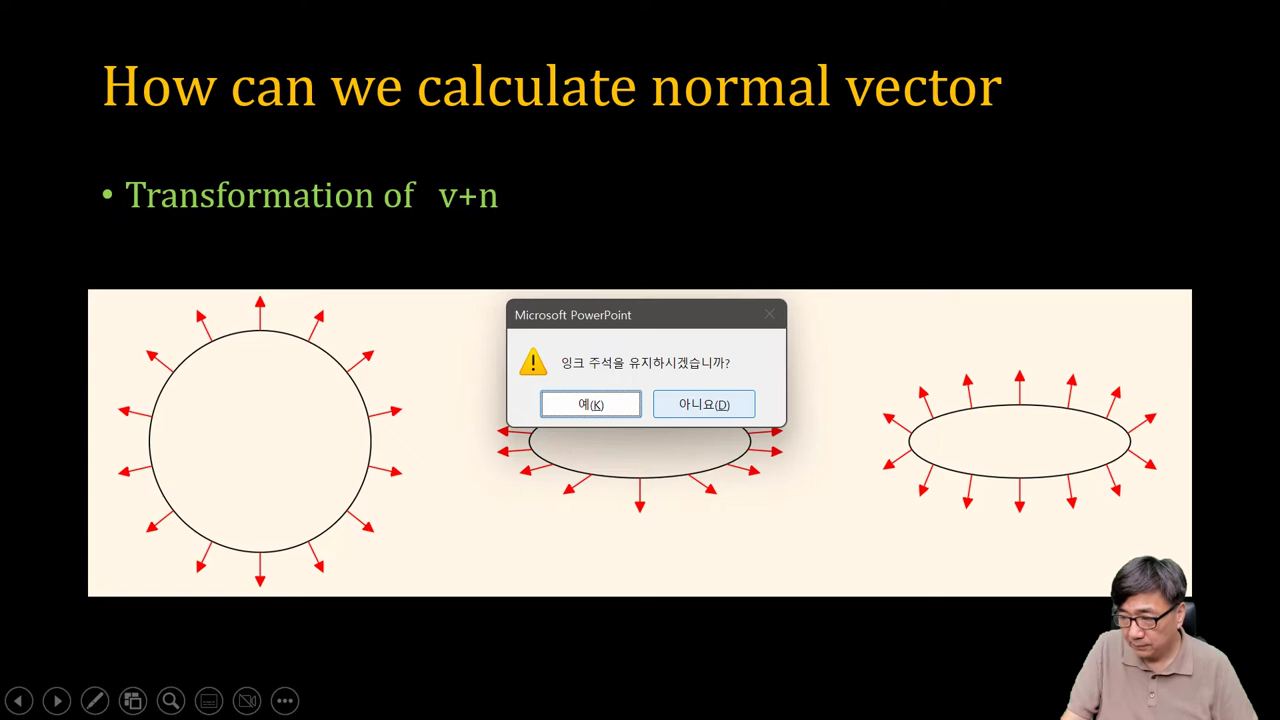 How can we calculate normal vector
• Transformation of v+n
Microsoft PowerPoint
잉크 주석을 유지하시겠습니까?
예(K)
아니요(D)